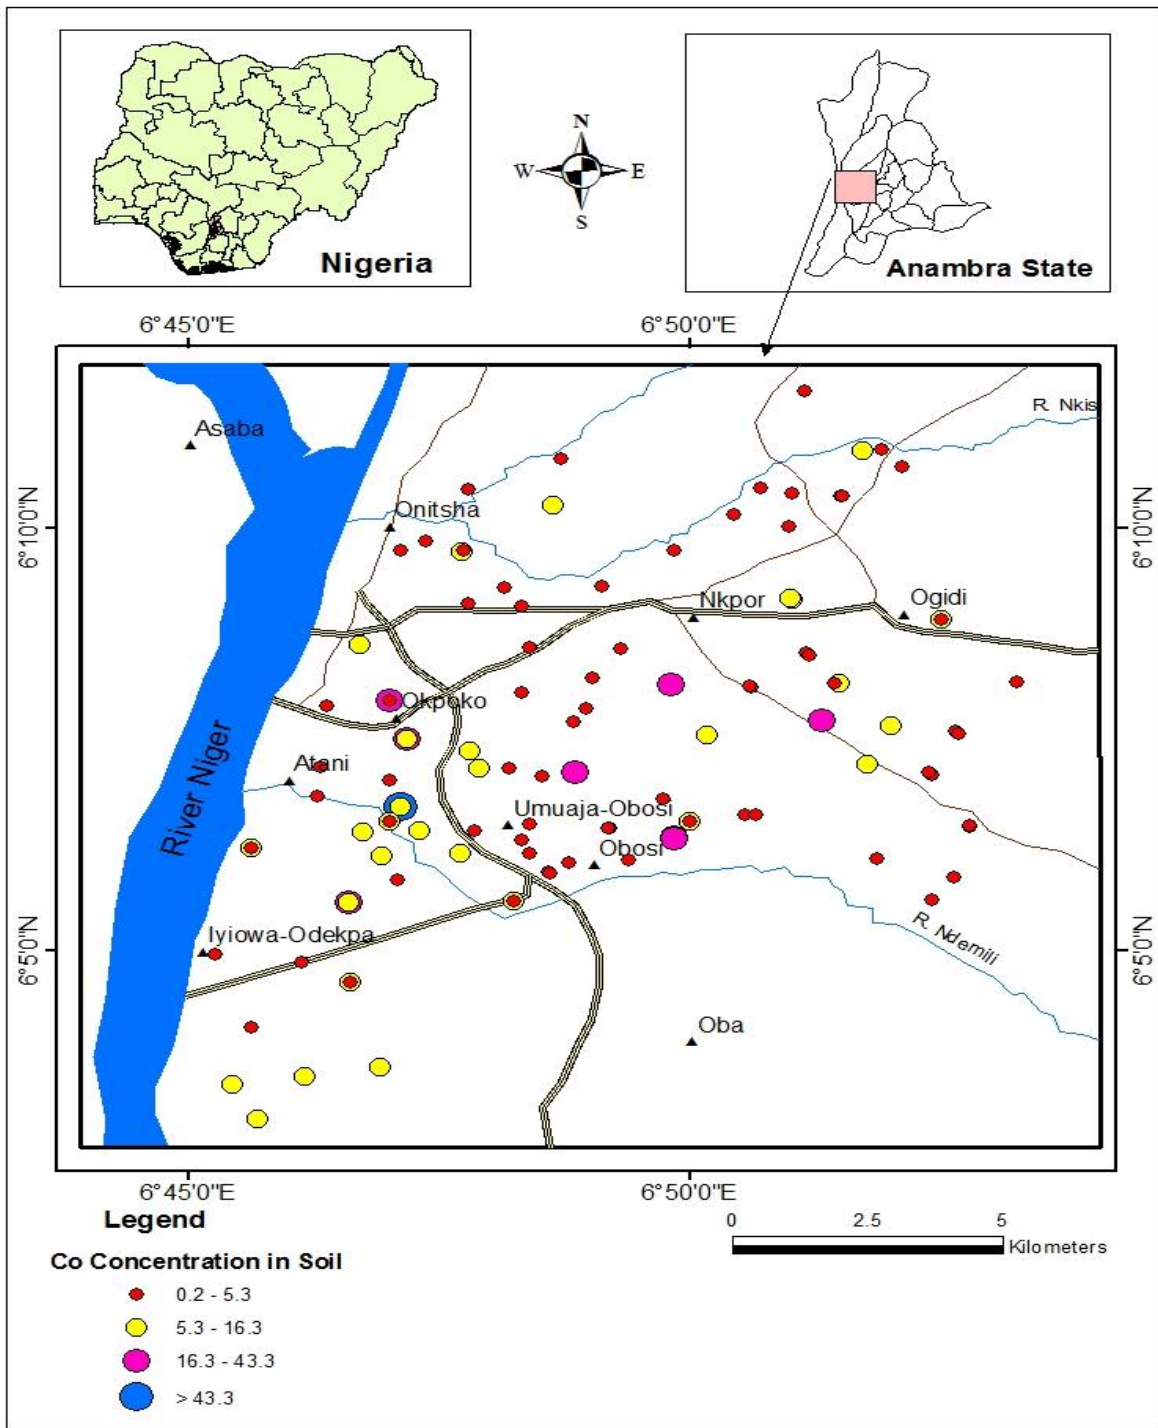 Nigeria
N
W
E
S
Anambra State
6°45'0"E
6°50'0"E
R. Nkis
Asaba
Onitsha
6°10'0"N
6°10'0"N
Nkpor
Ogidi
Okpoko
River Niger
Atani
Umuaja-Obosi
Obosi
R. Ndemili
Iyiowa-Odekpa
6°5'0"N
6°5'0"N
Oba
6°45'0"E
6°50'0"E
Legend
0 2.5 5
Kilometers
Co Concentration in Soil
0.2 - 5.3
5.3 - 16.3
16.3 - 43.3
> 43.3